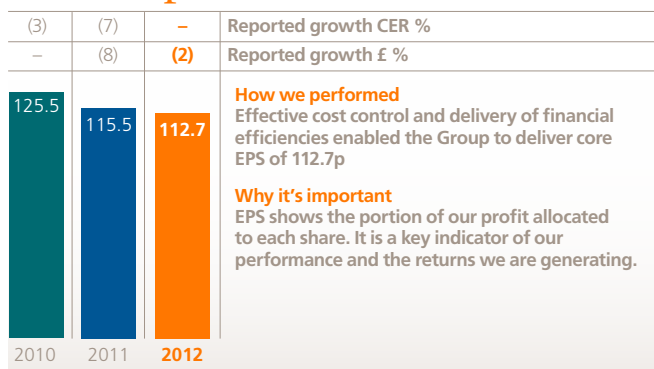 (3) (7) – Reported growth CER %
– (8) (2) Reported growth £ %
125.5
115.5
112.7
How we performed
Effective cost control and delivery of financial
efficiencies enabled the Group to deliver core
EPS of 112.7p
Why it's important
EPS shows the portion of our profit allocated
to each share. It is a key indicator of our
performance and the returns we are generating.
2010 2011 2012